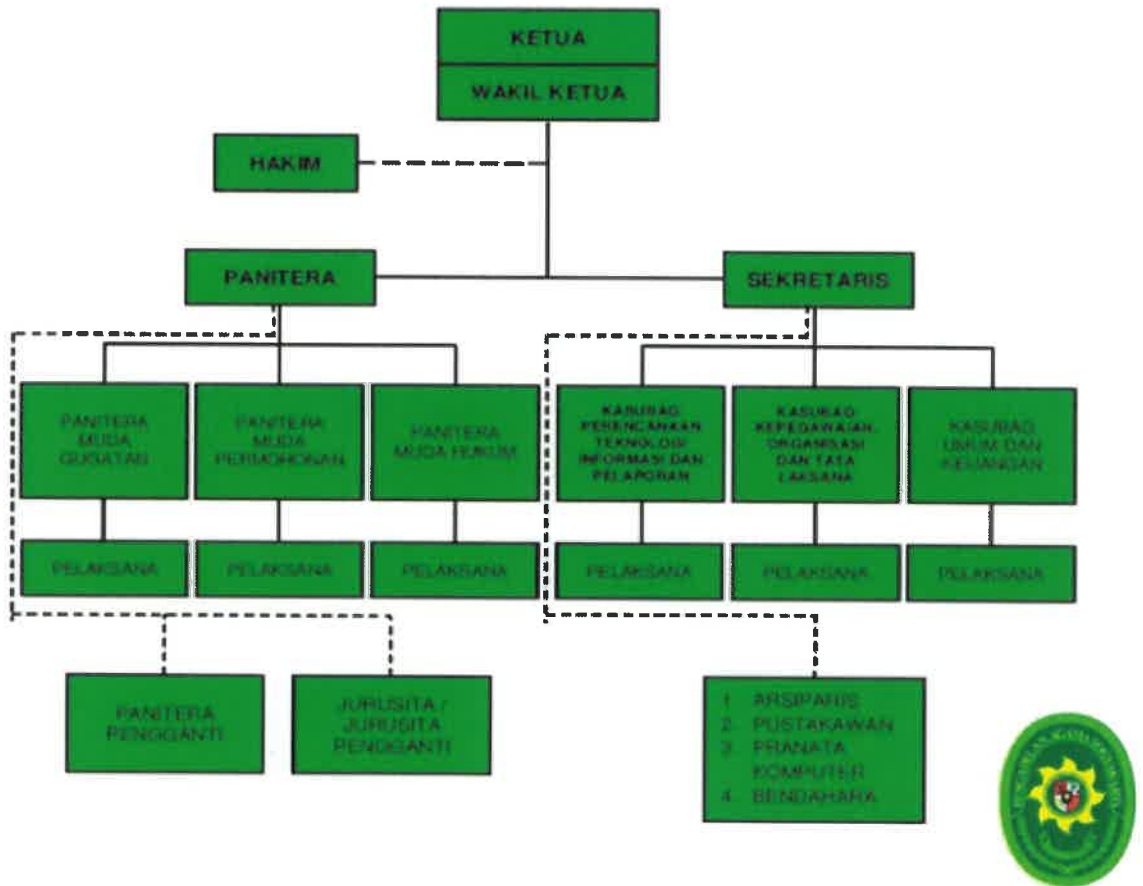 KETUA
WAKIL KETUA
HAKIM
PANITERA
SEKRETARIS
PANITERA
MUDA
GUGATAN
PANITERA
MUDA
PERMOHONAN
PANITERA
MUDA HUKUM
KASUBAG
PERENCANKAN
TEKNOLOGI
INFORMASI DAN
PELAPORAN
KASUBAG
KEPEGAWAIAN,
ORGANISASI
DAN TATA
LAKSANA
KASUBAG
UMUM DAN
KEUANGAN
PELAKSANA
PELAKSANA
PELAKSANA
PELAKSANA
PELAKSANA
PELAKSANA
PANITERA
PENGGANTI
JURUSITA /
JURUSITA
PENGGANTI
1. ARSIPARIS
2. PUSTAKAWAN
3. PRANATA
KOMPUTER
4. BENDAHARA